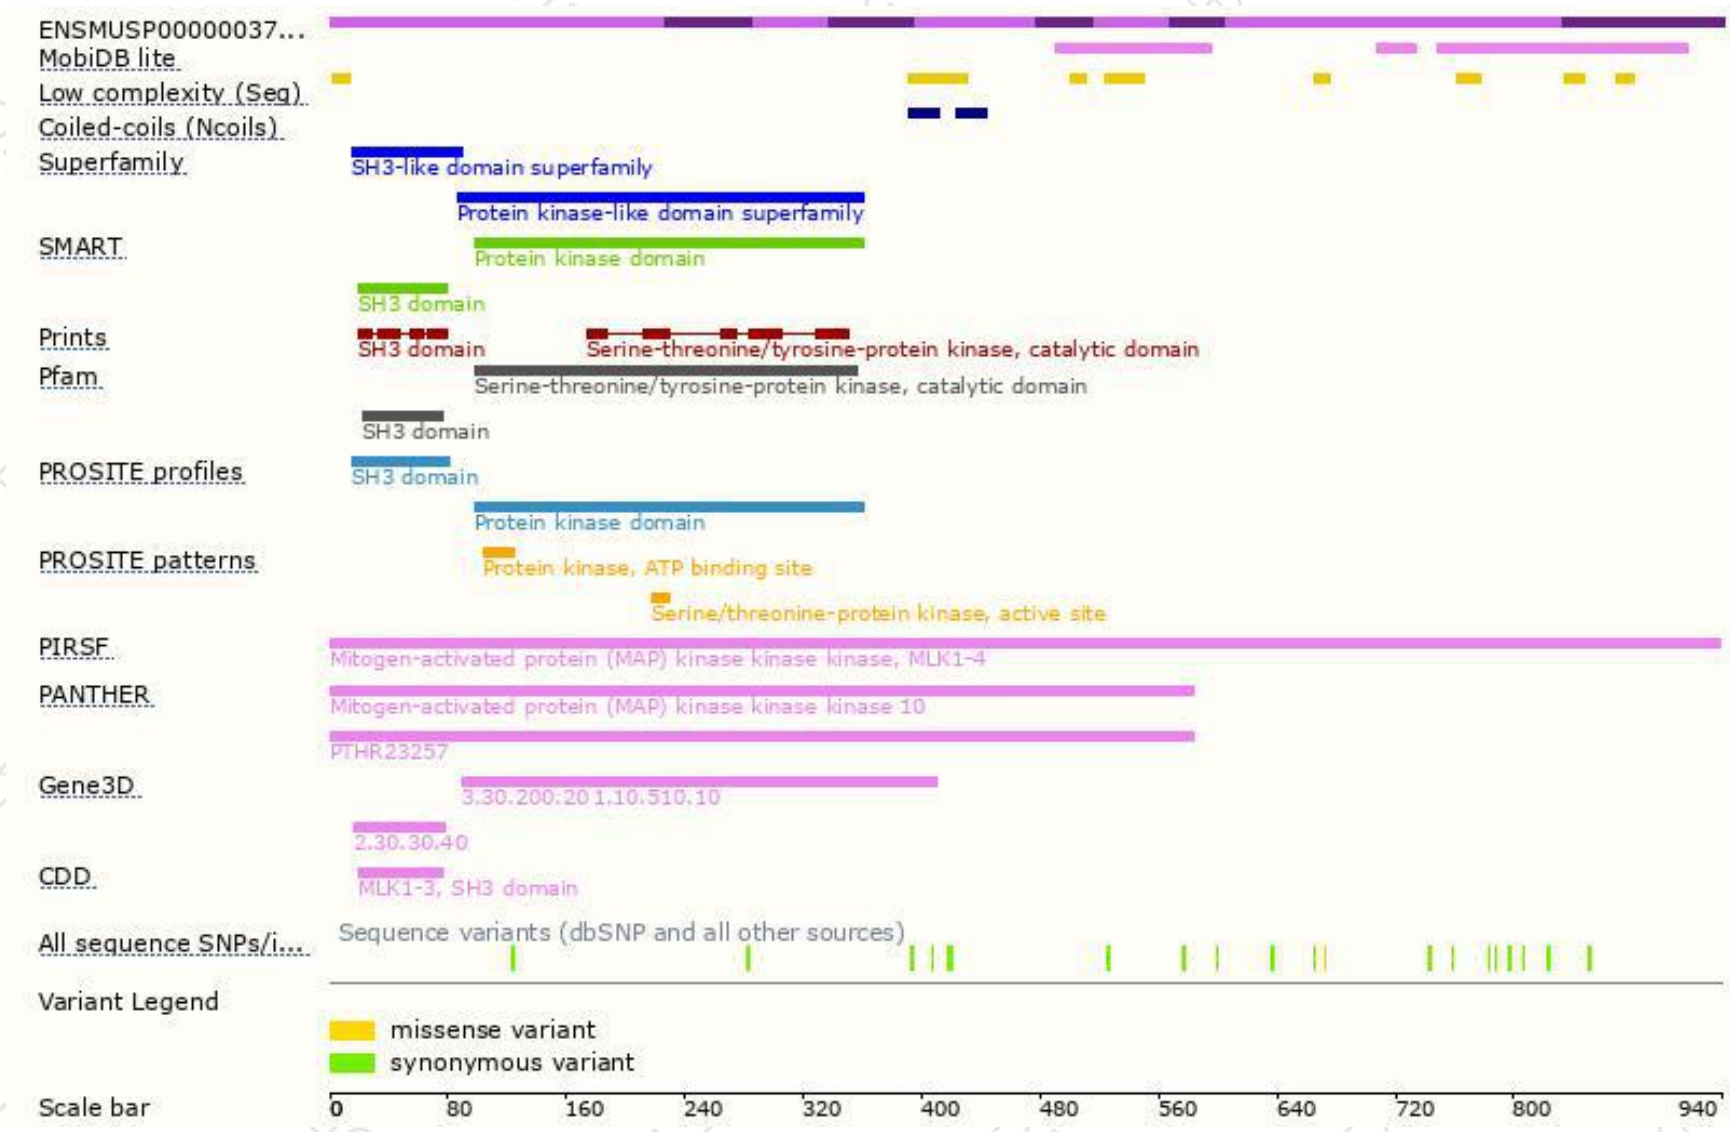 ENSMUSP00000037...
MobiDB lite
Low complexity (Seg)
Coiled-coils (Ncoils)
Superfamily
SH3-like domain superfamily
Protein kinase-like domain superfamily
SMART
Protein kinase domain
SH3 domain
Prints
SH3 domain Serine-threonine/tyrosine-protein kinase, catalytic domain
Pfam
Serine-threonine/tyrosine-protein kinase, catalytic domain
SH3 domain
PROSITE profiles
SH3 domain
Protein kinase domain
PROSITE patterns
Protein kinase, ATP binding site
Serine/threonine-protein kinase, active site
PIRSF
Mitogen-activated protein (MAP) kinase kinase kinase, MLK1-4
PANTHER
Mitogen-activated protein (MAP) kinase kinase kinase 10
PTHR23257
Gene3D
3.30.200.20 1.10.510.10
2.30.30.40
CDD
MLK1-3, SH3 domain
All sequence SNPs/i... Sequence variants (dbSNP and all other sources)
Variant Legend
missense variant
synonymous variant
Scale bar 0 80 160 240 320 400 480 560 640 720 800 940